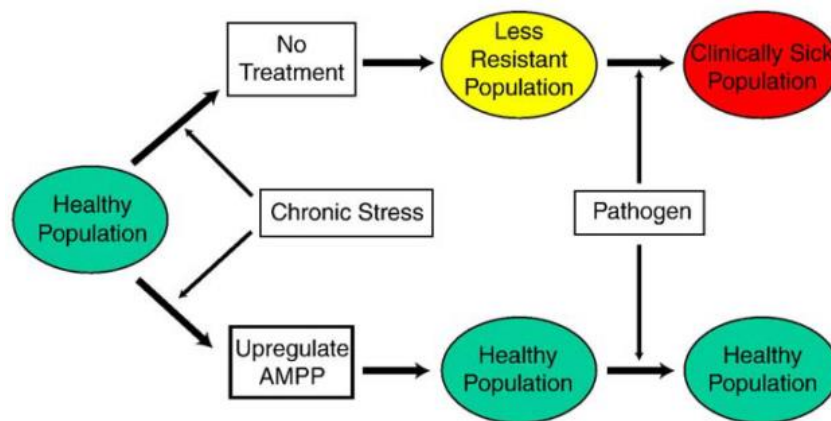 No
Treatment
Less
Resistant
Population
Clinically Sick
Population
Healthy
Population
Chronic Stress
Pathogen
Upregulate
AMPP
Healthy
Population
Healthy
Population